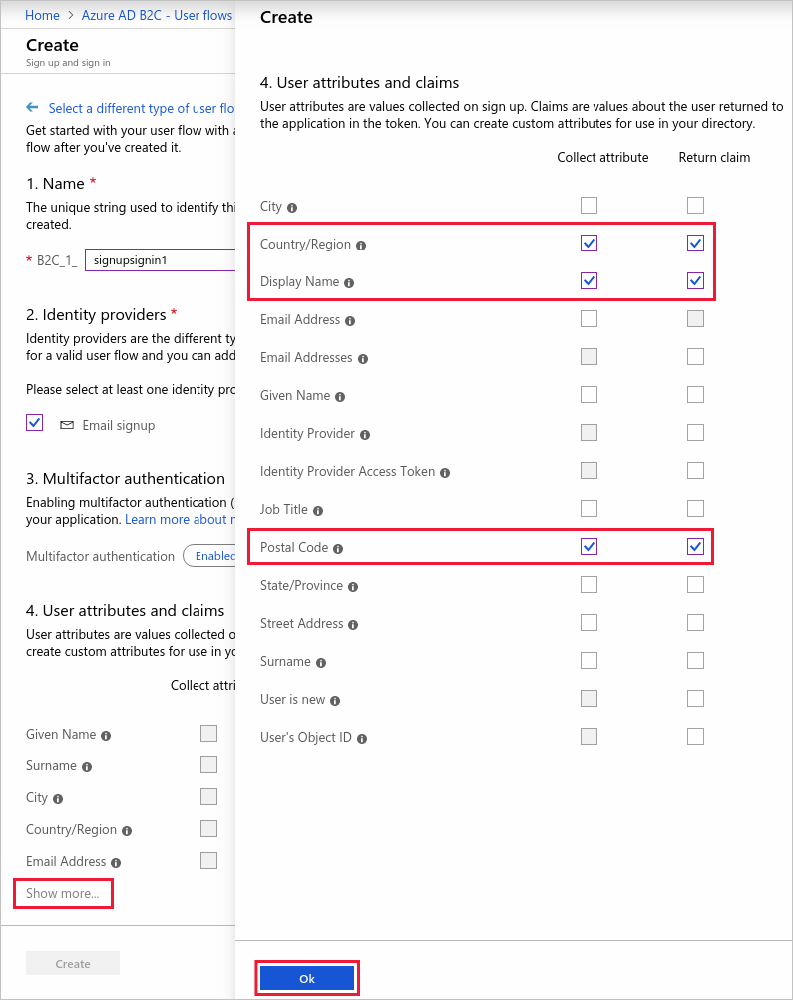 Home > Azure AD B2C - User flows
Create
Sign up and sign in
Select a different type of user flo
Get started with your user flow with a
flow after you've created it.
1. Name *
The unique string used to identify thi
created.
* B2C_1_ signupsignin1
2. Identity providers *
Identity providers are the different ty
for a valid user flow and you can add
Please select at least one identity pro
Email signup
3. Multifactor authentication
Enabling multifactor authentication (
your application. Learn more about m
Multifactor authentication Enabled
4. User attributes and claims
User attributes are values collected o
create custom attributes for use in yo
Collect attri
Given Name
Surname
City
Country/Region
Email Address
Show more...
Create
Create
4. User attributes and claims
User attributes are values collected on sign up. Claims are values about the user returned to
the application in the token. You can create custom attributes for use in your directory.
Collect attribute Return claim
City
Country/Region
Display Name
Email Address
Email Addresses
Given Name
Identity Provider
Identity Provider Access Token
Job Title
Postal Code
State/Province
Street Address
Surname
User is new
User's Object ID
Ok